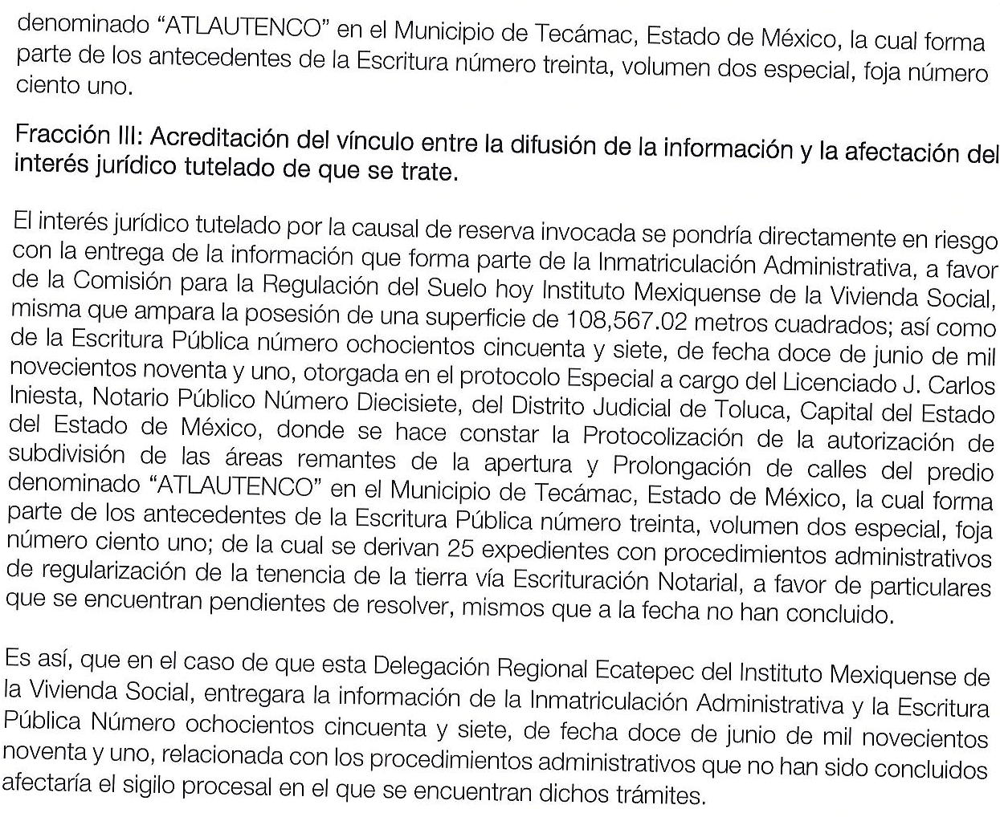 denominado “ATLAUTENCO” en el Municipio de Tecámac, Estado de México, la cual forma
parte de los antecedentes de la Escritura número treinta, volumen dos especial, foja número
ciento uno.
Fracción III: Acreditación del vínculo entre la difusión de la información y la afectación del
interés jurídico tutelado de que se trate.
El interés jurídico tutelado por la causal de reserva invocada se pondría directamente en riesgo
con la entrega de la información que forma parte de la Inmatriculación Administrativa, a favor
de la Comisión para la Regulación del Suelo hoy Instituto Mexiquense de la Vivienda Social,
misma que ampara la posesión de una superficie de 108,567.02 metros cuadrados; así como
de la Escritura Pública número ochocientos cincuenta y siete, de fecha doce de junio de mil
novecientos noventa y uno, otorgada en el protocolo Especial a cargo del Licenciado J. Carlos
Iniesta, Notario Público Número Diecisiete, del Distrito Judicial de Toluca, Capital del Estado
del Estado de México, donde se hace constar la Protocolización de la autorización de
subdivisión de las áreas remantes de la apertura y Prolongación de calles del predio
denominado “ATLAUTENCO” en el Municipio de Tecámac, Estado de México, la cual forma
parte de los antecedentes de la Escritura Pública número treinta, volumen dos especial, foja
número ciento uno; de la cual se derivan 25 expedientes con procedimientos administrativos
de regularización de la tenencia de la tierra vía Escrituración Notarial, a favor de particulares
que se encuentran pendientes de resolver, mismos que a la fecha no han concluido.
Es así, que en el caso de que esta Delegación Regional Ecatepec del Instituto Mexiquense de
la Vivienda Social, entregara la información de la Inmatriculación Administrativa y la Escritura
Pública Número ochocientos cincuenta y siete, de fecha doce de junio de mil novecientos
noventa y uno, relacionada con los procedimientos administrativos que no han sido concluidos
afectaría el sigilo procesal en el que se encuentran dichos trámites.